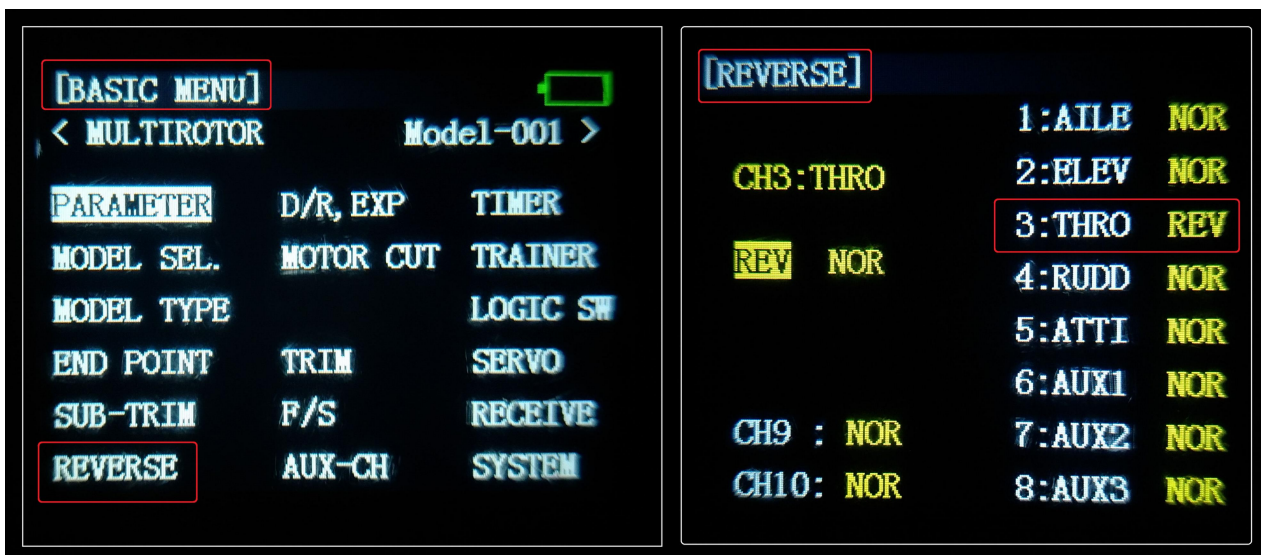 [BASIC MENU]
< MULTIROTOR Model-001 >
PARAMETER D/R, EXP TIMER
MODEL SEL. MOTOR CUT TRAINER
MODEL TYPE LOGIC SW
END POINT TRIM SERVO
SUB-TRIM F/S RECEIVE
REVERSE AUX-CH SYSTEM
[REVERSE]
1:AILE NOR
CH3:THRO 2:ELEV NOR
3:THRO REV
REV NOR 4:RUDD NOR
5:ATTI NOR
6:AUX1 NOR
CH9 : NOR 7:AUX2 NOR
CH10: NOR 8:AUX3 NOR